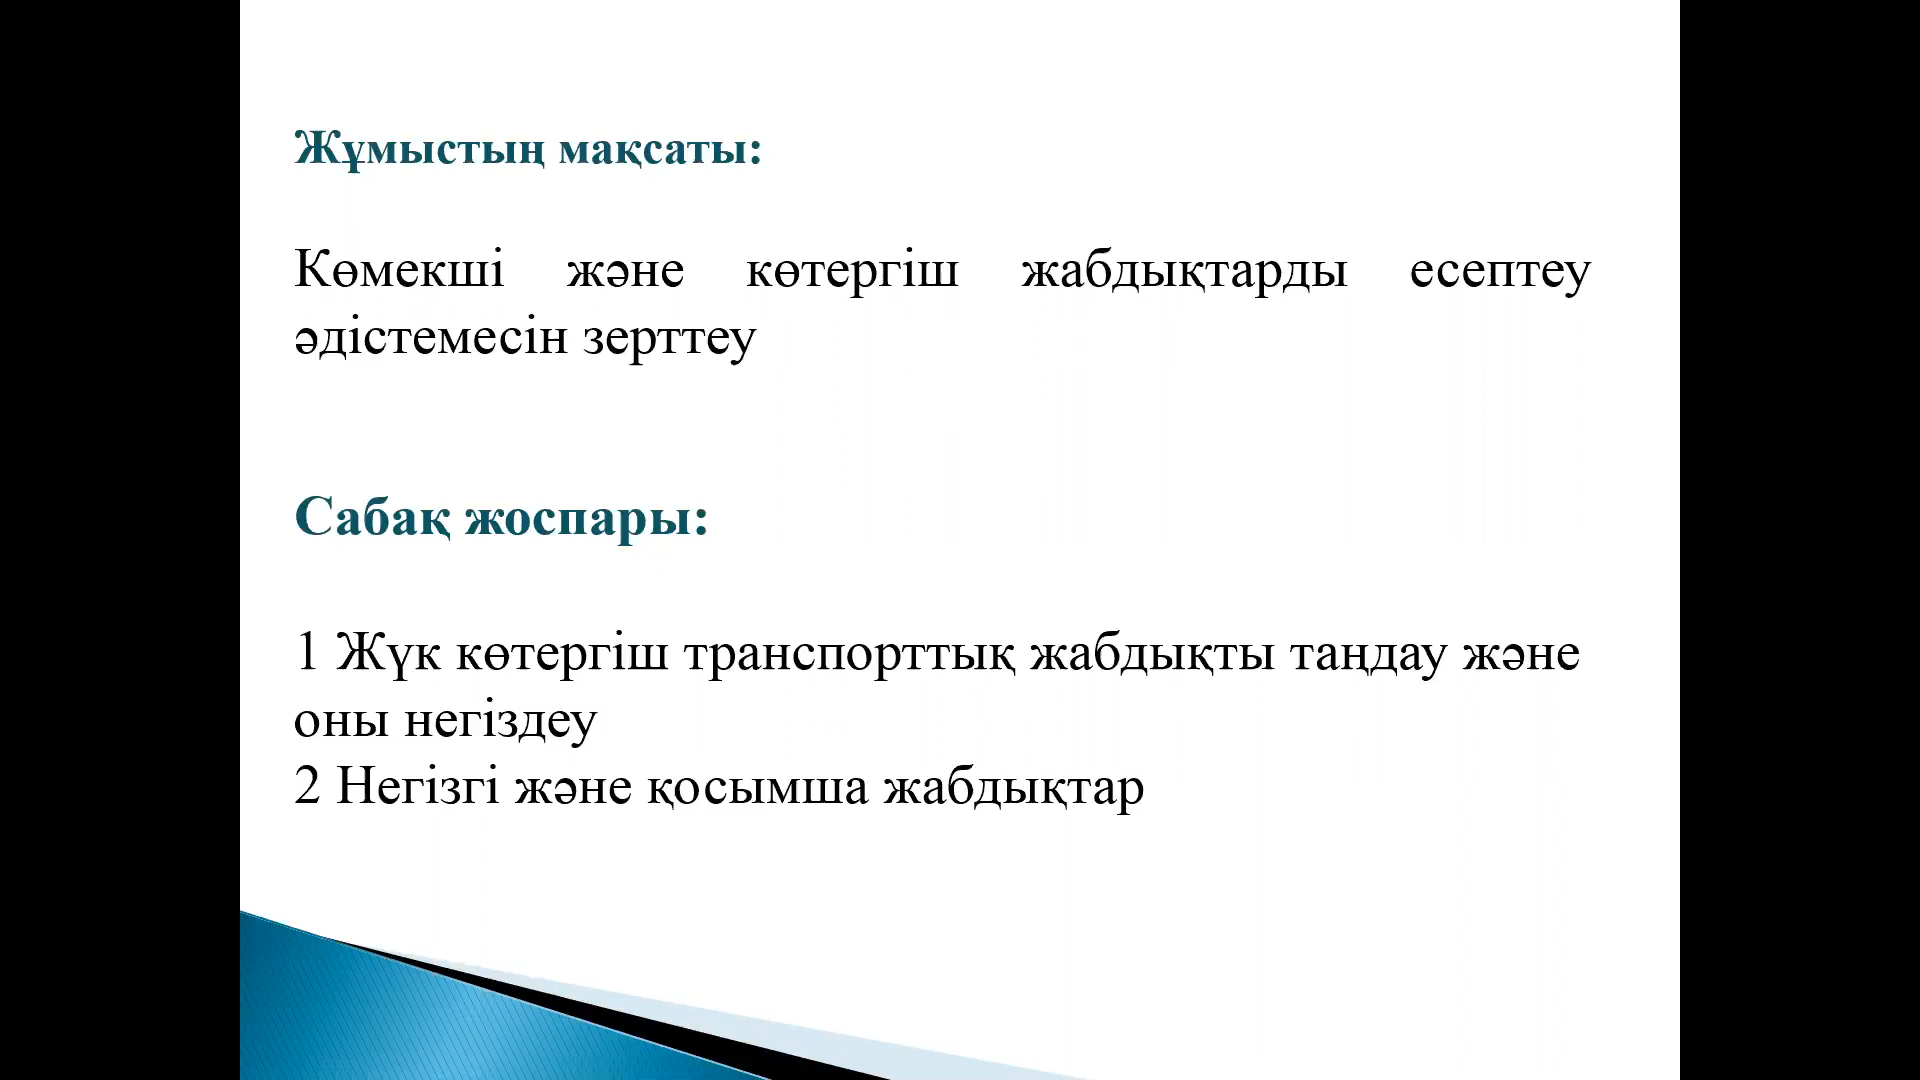 Жұмыстың мақсаты:
Көмекші және көтергіш жабдықтарды есептеу
әдістемесін зерттеу
Сабақ жоспары:
1 Жүк көтергіш транспорттық жабдықты таңдау және
оны негіздеу
2 Негізгі және қосымша жабдықтар